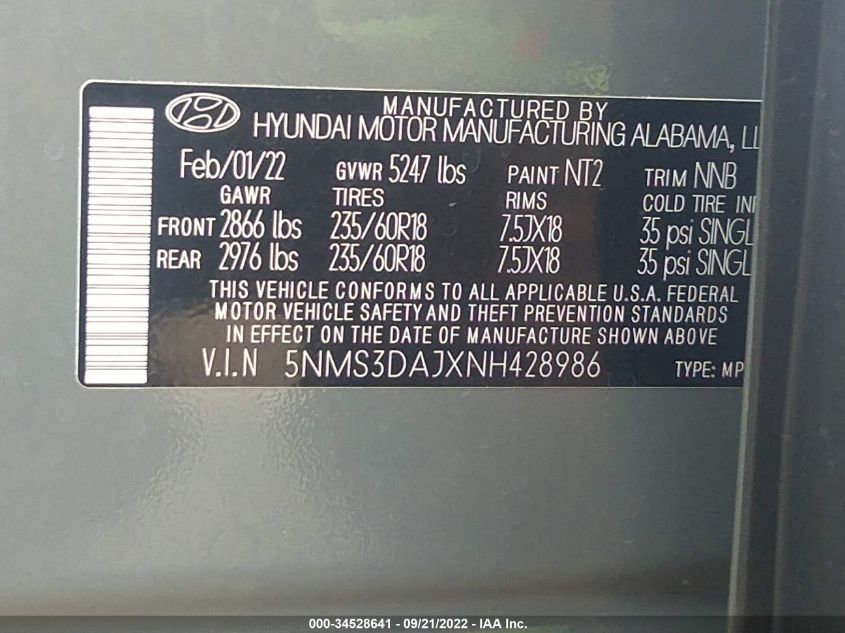 MANUFACTURED BY
HYUNDAI MOTOR MANUFACTURING ALABAMA,
Feb/01/22 GVWR 5247 lbs PAINT NT2 TRIM NNB
GAWR TIRES RIMS COLD TIRE
FRONT 2866 lbs 235/60R18 7.5JX18 35 psi
REAR 2976 lbs 235/60R18 7.5JX18 35 psi
THIS VEHICLE CONFORMS TO ALL APPLICABLE U.S.A. FEDERAL
MOTOR VEHICLE SAFETY AND THEFT PREVENTION STANDARDS
IN EFFECT ON THE DATE OF MANUFACTURE SHOWN ABOVE
V.I.N 5NMS3DAJXNH428986 TYPE:
000-34528641 - 09/21/2022 - IAA Inc.